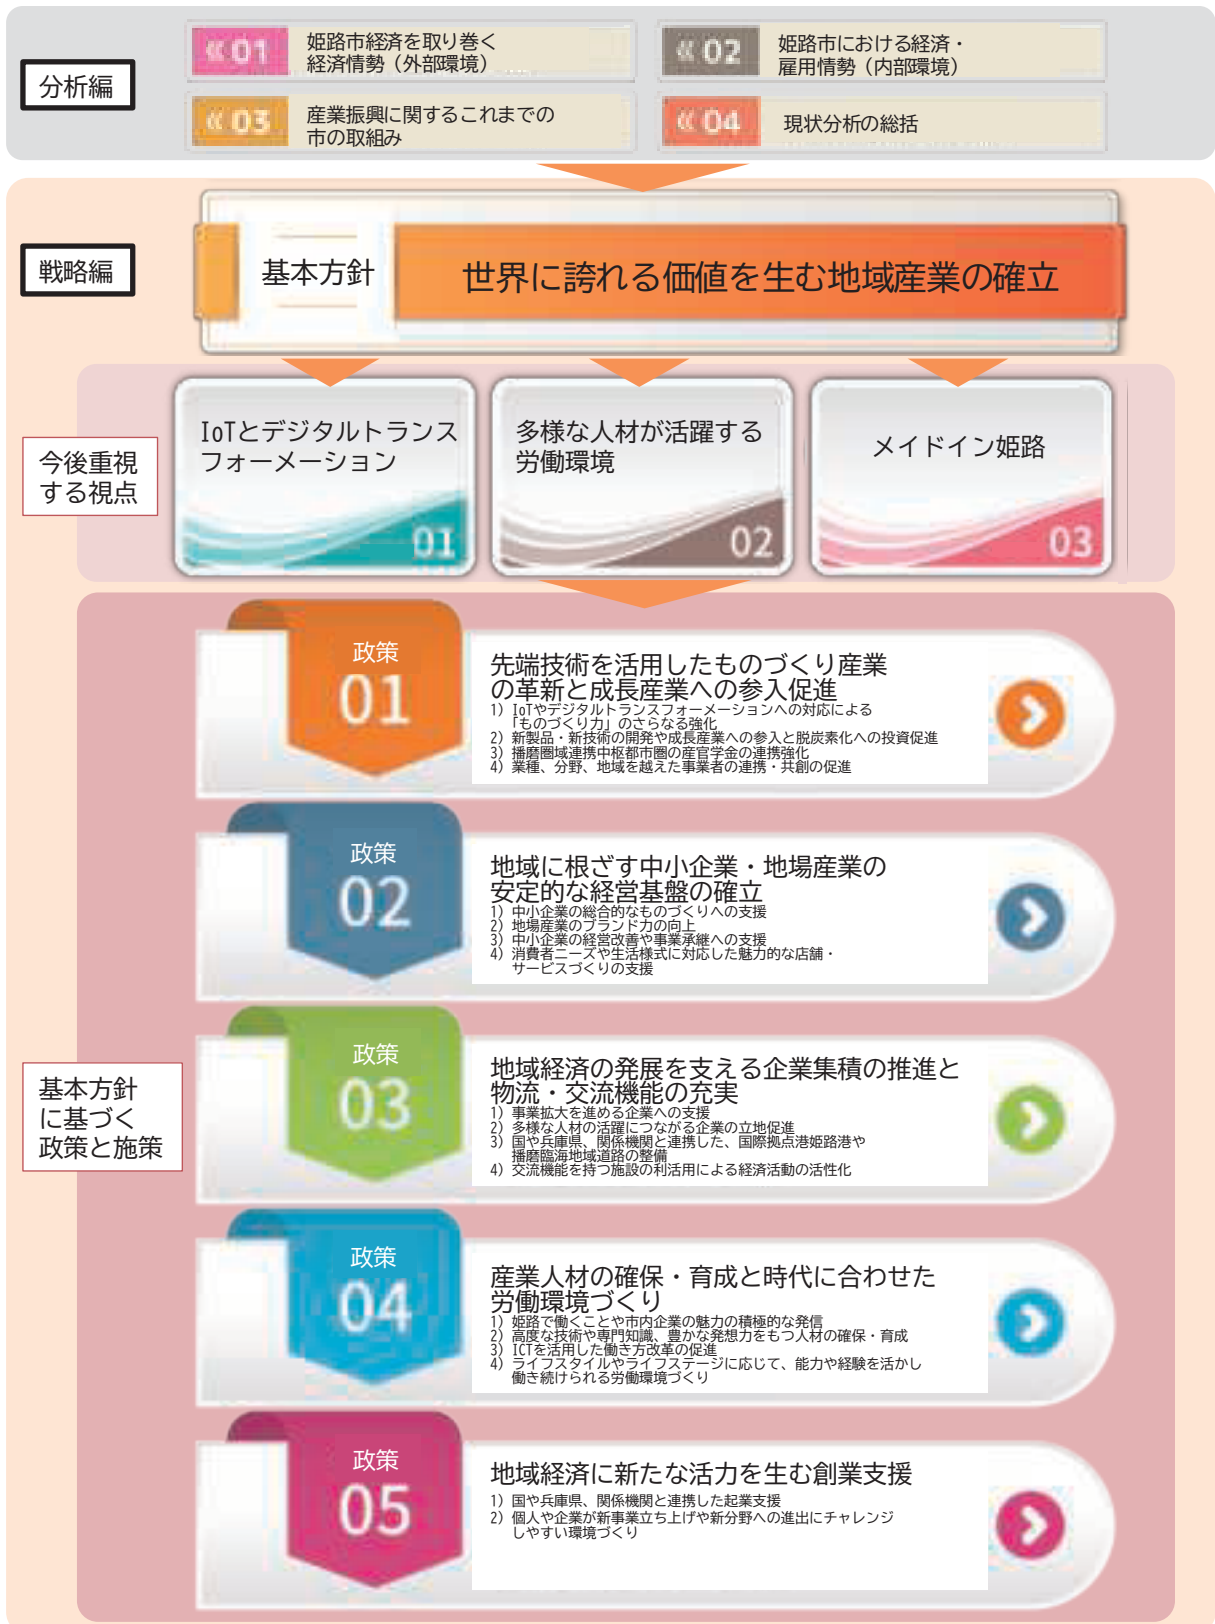 分析編
01
姫路市経済を取り巻く
経済情勢（外部環境）
02
姫路市における経済・
雇用情勢（内部環境）
03
産業振興に関するこれまでの
市の取組み
04
現状分析の総括
戦略編
基本方針
世界に誇れる価値を生む地域産業の確立
今後重視
する視点
IoTとデジタルトランス
フォーメーション
01
多様な人材が活躍する
労働環境
02
メイドイン姫路
03
基本方針
に基づく
政策と施策
政策
01
先端技術を活用したものづくり産業
の革新と成長産業への参入促進
1）IoTやデジタルトランスフォーメーションへの対応による
「ものづくり力」のさらなる強化
2）新製品・新技術の開発や成長産業への参入と脱炭素化への投資促進
3）播磨圏域連携中枢都市圏の産官学金の連携強化
4）業種、分野、地域を越えた事業者の連携・共創の促進
政策
02
地域に根ざす中小企業・地場産業の
安定的な経営基盤の確立
1）中小企業の総合的なものづくりへの支援
2）地場産業のブランド力の向上
3）中小企業の経営改善や事業承継への支援
4）消費者ニーズや生活様式に対応した魅力的な店舗・
サービスづくりの支援
政策
03
地域経済の発展を支える企業集積の推進と
物流・交流機能の充実
1）事業拡大を進める企業への支援
2）多様な人材の活躍につながる企業の立地促進
3）国や兵庫県、関係機関と連携した、国際拠点港姫路港や
播磨臨海地域道路の整備
4）交流機能を持つ施設の利活用による経済活動の活性化
政策
04
産業人材の確保・育成と時代に合わせた
労働環境づくり
1）姫路で働くことや市内企業の魅力の積極的な発信
2）高度な技術や専門知識、豊かな発想力をもつ人材の確保・育成
3）ICTを活用した働き方改革の促進
4）ライフスタイルやライフステージに応じて、能力や経験を活かし
働き続けられる労働環境づくり
政策
05
地域経済に新たな活力を生む創業支援
1）国や兵庫県、関係機関と連携した起業支援
2）個人や企業が新事業立ち上げや新分野への進出にチャレンジ
しやすい環境づくり